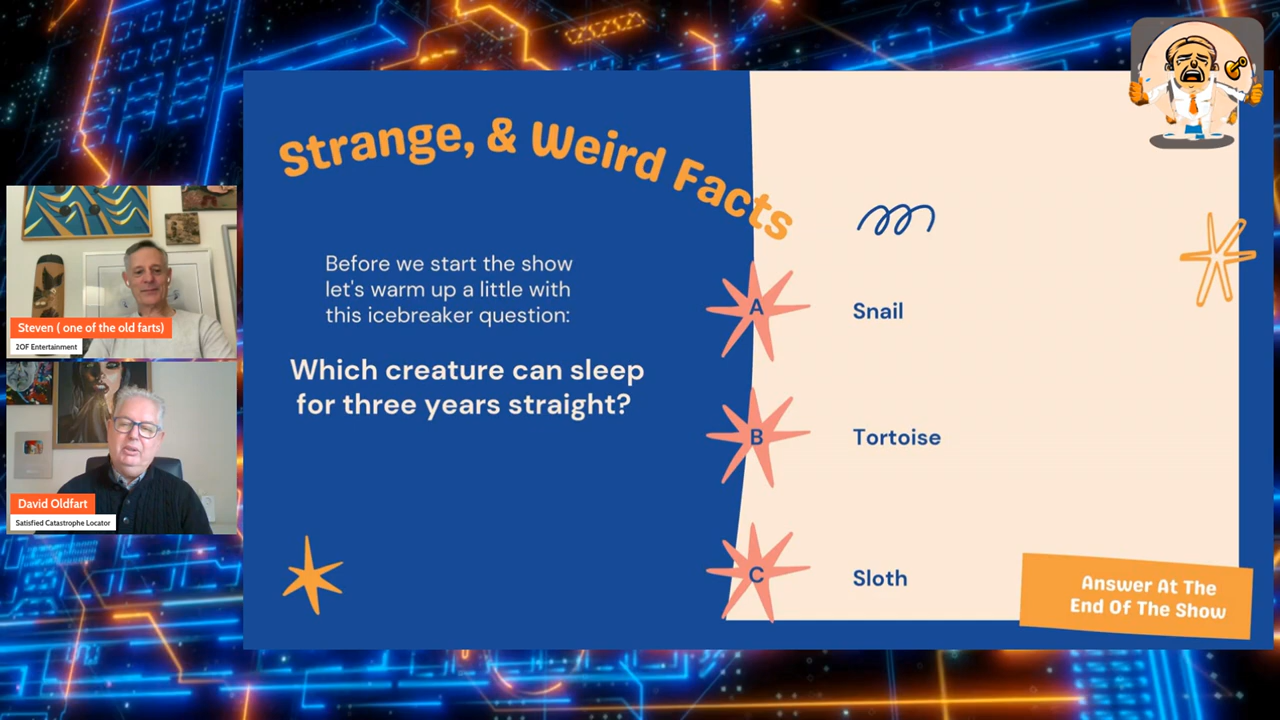 Strange, & Weird Facts
Before we start the show
let's warm up a little with
this icebreaker question:
Which creature can sleep
for three years straight?
A Snail
B Tortoise
C Sloth
Answer At The
End Of The Show
Steven ( one of the old farts)
2OF Entertainment
David Oldfart
Satisfied Catastrophe Locator